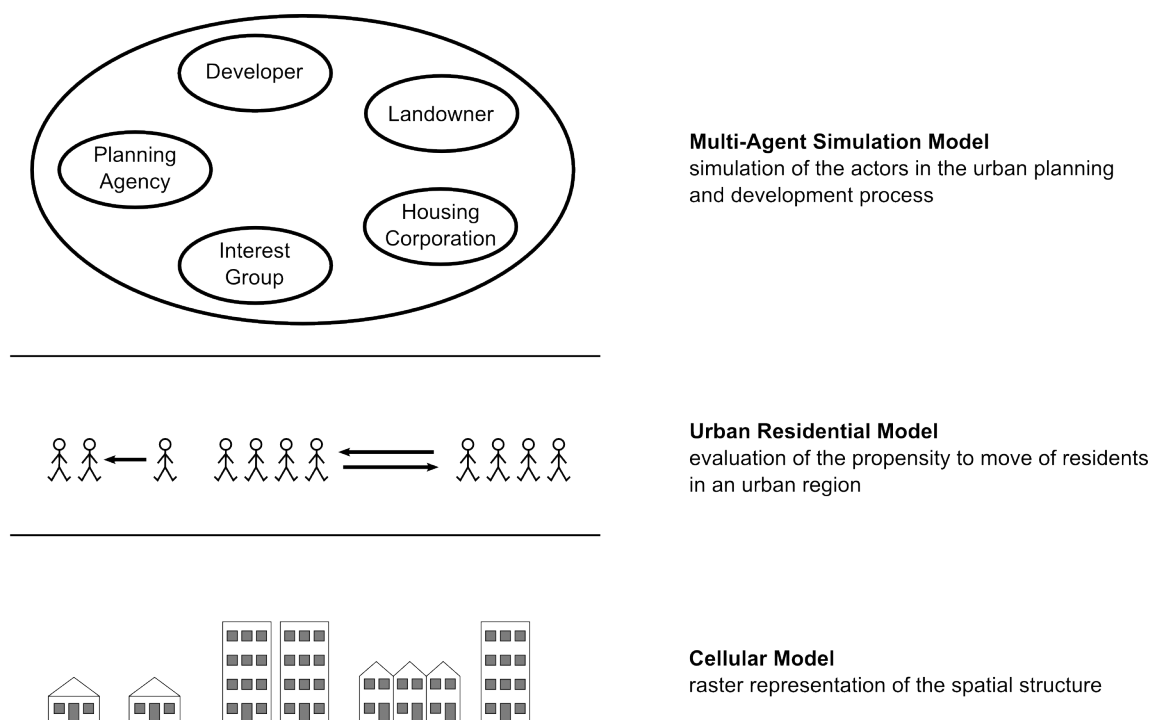 Developer
Landowner
Planning
Agency
Housing
Corporation
Interest
Group
Multi-Agent Simulation Model
simulation of the actors in the urban planning
and development process
Urban Residential Model
evaluation of the propensity to move of residents
in an urban region
Cellular Model
raster representation of the spatial structure